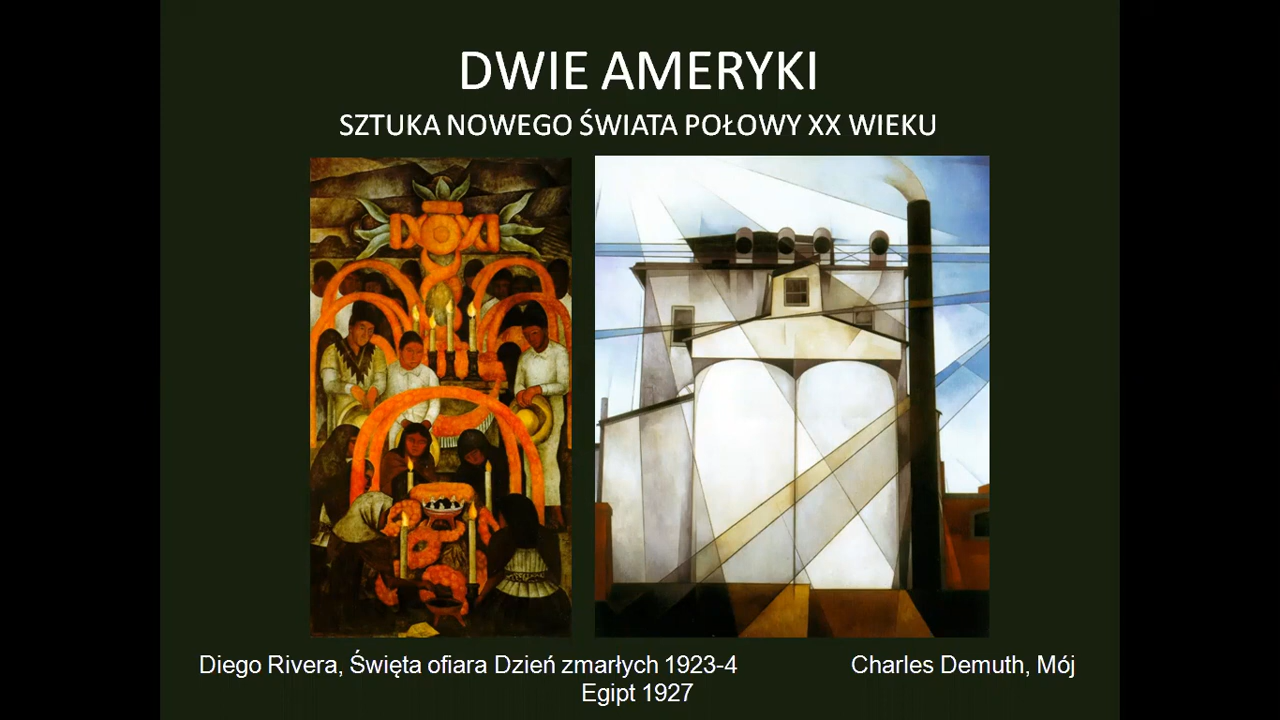 DWIE AMERYKI
SZTUKA NOWEGO ŚWIATA POŁOWY XX WIEKU
Diego Rivera, Święta ofiara Dzień zmarłych 1923-4 Charles Demuth, Mój
Egipt 1927